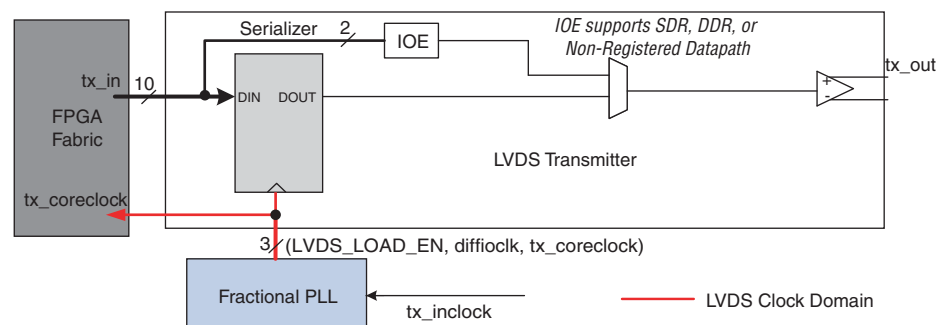 Serializer
2
IOE
IOE supports SDR, DDR, or
Non-Registered Datapath
tx_in
10
DIN
DOUT
+
-
tx_out
FPGA
Fabric
LVDS Transmitter
tx_coreclock
3
(LVDS_LOAD_EN, diffioclk, tx_coreclock)
Fractional PLL
tx_inclock
LVDS Clock Domain